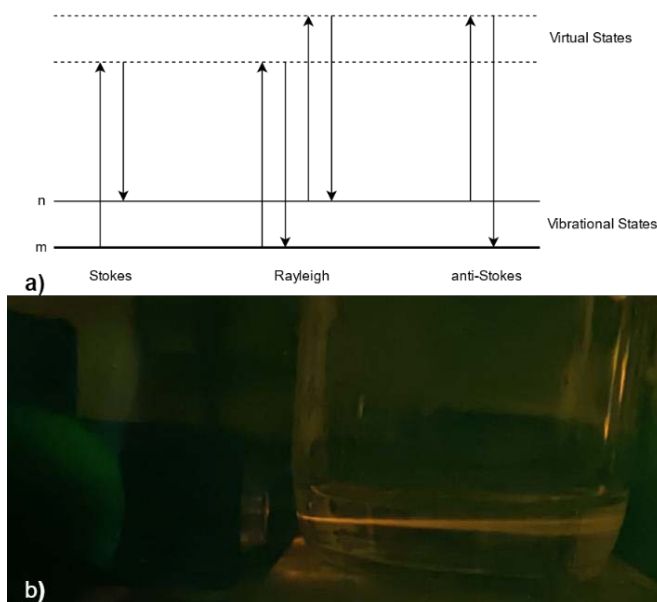 Virtual States
n
Vibrational States
m
a) Stokes Rayleigh anti-Stokes
b)